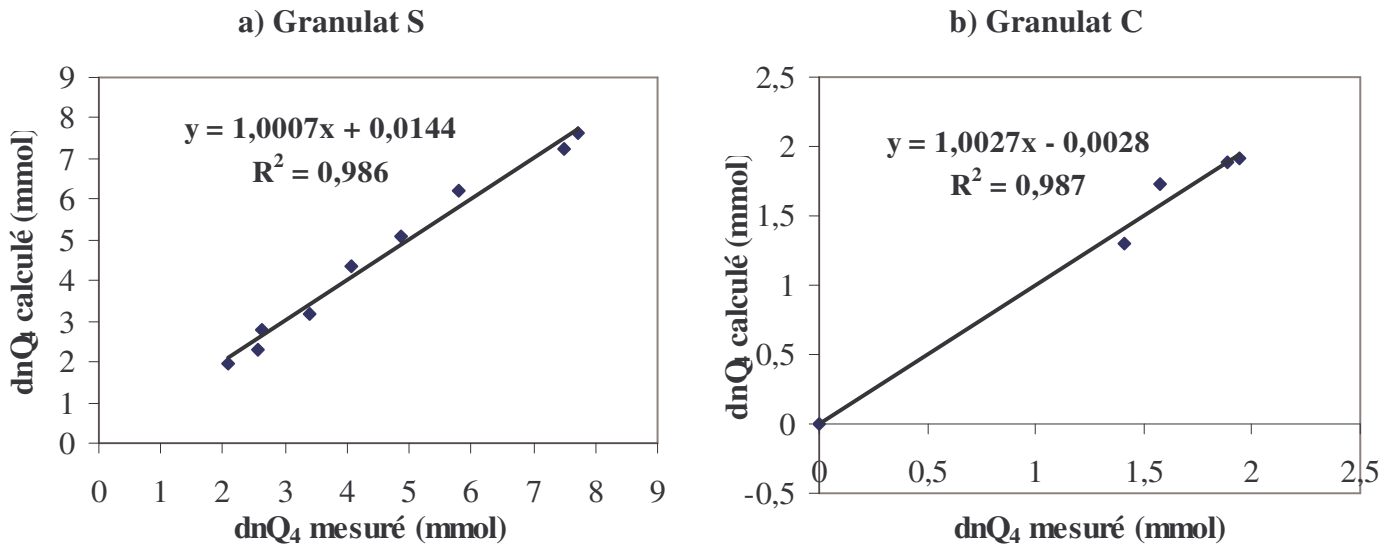 a) Granulat S
9
8
7
6
5
4
3
2
1
0
dnQ4 calculé (mmol)
y = 1,0007x + 0,0144
R2 = 0,986
0 1 2 3 4 5 6 7 8 9
dnQ4 mesuré (mmol)
b) Granulat C
2,5
2
1,5
1
0,5
0
-0,5
dnQ4 calculé (mmol)
y = 1,0027x - 0,0028
R2 = 0,987
0 0,5 1 1,5 2 2,5
dnQ4 mesuré (mmol)